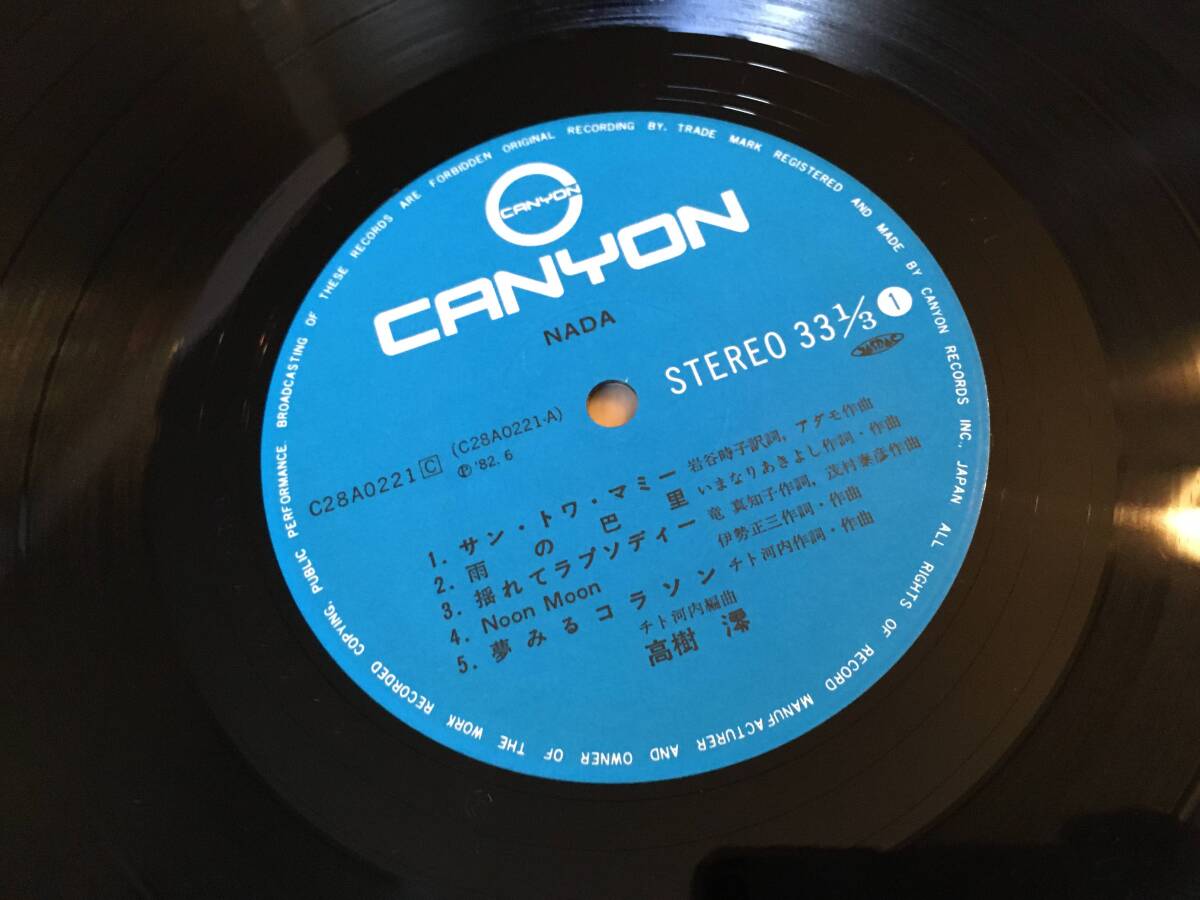 CANYON
CANYON
NADA
STEREO 33 1/3 1
C28A0221 C (C28A0221-A)
Ⓟ '82. 6
1. サン・トワ・マミー 岩谷時子訳詞, アダモ作曲
2. 雨の巴里 いまなりあきよし作詞・作曲
3. 揺れてラプソディー 竜 真知子作詞, 茂村泰彦作曲
4. Noon Moon 伊勢正三作詞・作曲
5. 夢みるコラソン チト河内作詞・作曲
チト河内編曲
高樹 澪
ORIGINAL RECORDING BY. TRADE MARK REGISTERED AND MADE BY CANYON RECORDS INC, JAPAN ALL RIGHTS OF RECORD MANUFACTURER AND OWNER OF THE WORK RECORDED COPYING, PUBLIC PERFORMANCE. BROADCASTING OF THESE RECORDS ARE FORBIDDEN